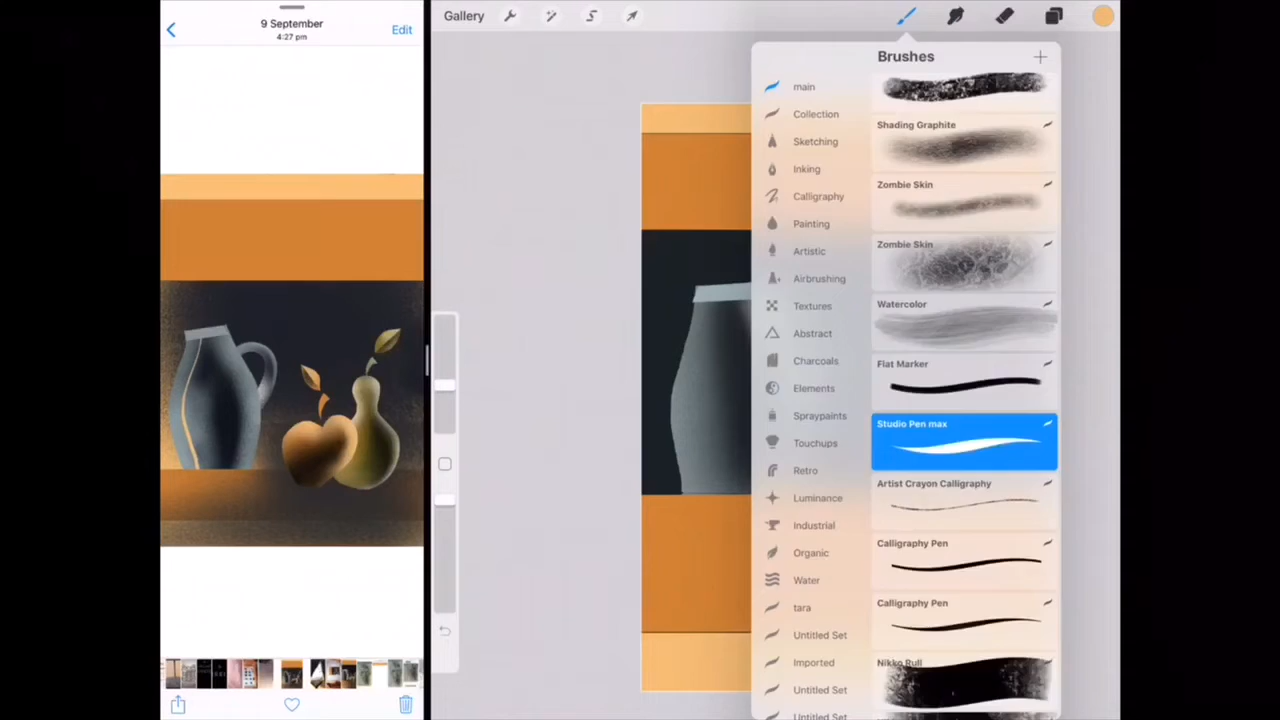 9 September
4:27 pm
Edit
Gallery
Brushes
main
Collection
Sketching
Inking
Calligraphy
Painting
Artistic
Airbrushing
Textures
Abstract
Charcoals
Elements
Spraypaints
Touchups
Retro
Luminance
Industrial
Organic
Water
tara
Untitled Set
Imported
Untitled Set
Untitled Set
Shading Graphite
Zombie Skin
Zombie Skin
Watercolor
Flat Marker
Studio Pen max
Artist Crayon Calligraphy
Calligraphy Pen
Calligraphy Pen
Nikko Rull